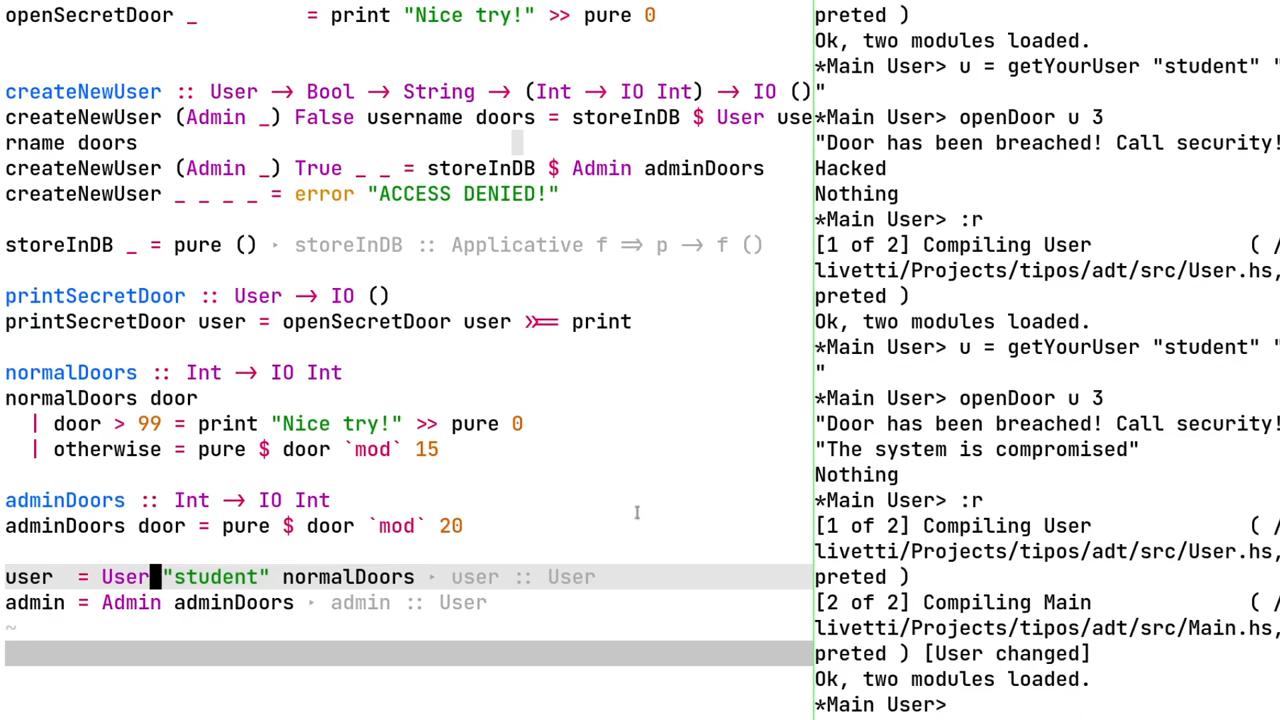 openSecretDoor _         = print "Nice try!" >> pure 0
createNewUser :: User -> Bool -> String -> (Int -> IO Int) -> IO ()
createNewUser (Admin _) False username doors = storeInDB $ User use
rname doors
createNewUser (Admin _) True _ _ = storeInDB $ Admin adminDoors
createNewUser _ _ _ _ = error "ACCESS DENIED!"
storeInDB _ = pure () ‣ storeInDB :: Applicative f => p -> f ()
printSecretDoor :: User -> IO ()
printSecretDoor user = openSecretDoor user >>= print
normalDoors :: Int -> IO Int
normalDoors door
  | door > 99 = print "Nice try!" >> pure 0
  | otherwise = pure $ door `mod` 15
adminDoors :: Int -> IO Int
adminDoors door = pure $ door `mod` 20
user  = User "student" normalDoors ‣ user :: User
admin = Admin adminDoors ‣ admin :: User
~
preted )
Ok, two modules loaded.
*Main User> u = getYourUser "student" "
"
*Main User> openDoor u 3
"Door has been breached! Call security!
Hacked
Nothing
*Main User> :r
[1 of 2] Compiling User             ( /
livetti/Projects/tipos/adt/src/User.hs,
preted )
Ok, two modules loaded.
*Main User> u = getYourUser "student" "
"
*Main User> openDoor u 3
"Door has been breached! Call security!
"The system is compromised"
Nothing
*Main User> :r
[1 of 2] Compiling User             ( /
livetti/Projects/tipos/adt/src/User.hs,
preted )
[2 of 2] Compiling Main             ( /
livetti/Projects/tipos/adt/src/Main.hs,
preted ) [User changed]
Ok, two modules loaded.
*Main User>